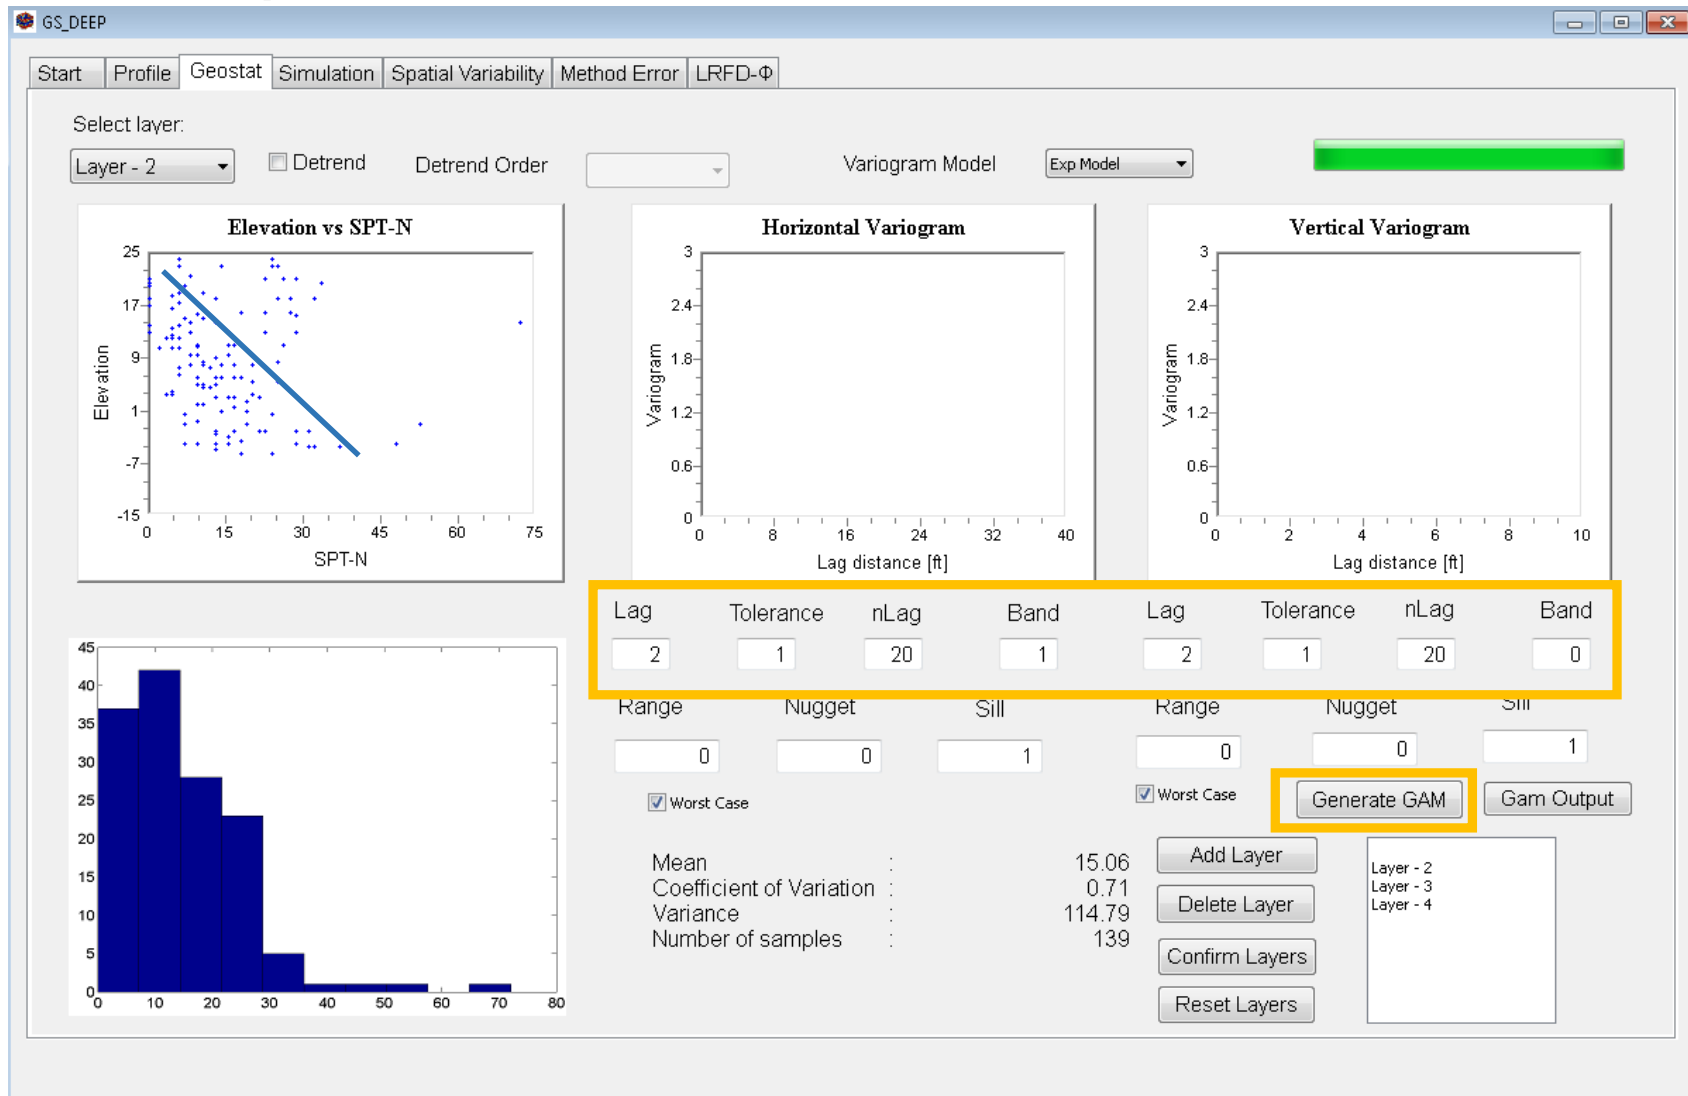 GS_DEEP
Start Profile Geostat Simulation Spatial Variability Method Error LRFD-Φ
Select layer:
Layer - 2 Detrend Detrend Order Variogram Model Exp Model
Elevation vs SPT-N
25
17
9
1
-7
-15
0 15 30 45 60 75
Elevation
SPT-N
Horizontal Variogram
3
2.4
1.8
1.2
0.6
0
0 8 16 24 32 40
Variogram
Lag distance [ft]
Vertical Variogram
3
2.4
1.8
1.2
0.6
0
0 2 4 6 8 10
Variogram
Lag distance [ft]
Lag Tolerance nLag Band Lag Tolerance nLag Band
2 1 20 1 2 1 20 0
Range Nugget Sill Range Nugget Sill
0 0 1 0 0 1
Worst Case Worst Case Generate GAM Gam Output
45
40
35
30
25
20
15
10
5
0
0 10 20 30 40 50 60 70 80
Mean : 15.06
Coefficient of Variation : 0.71
Variance : 114.79
Number of samples : 139
Add Layer
Delete Layer
Confirm Layers
Reset Layers
Layer - 2
Layer - 3
Layer - 4